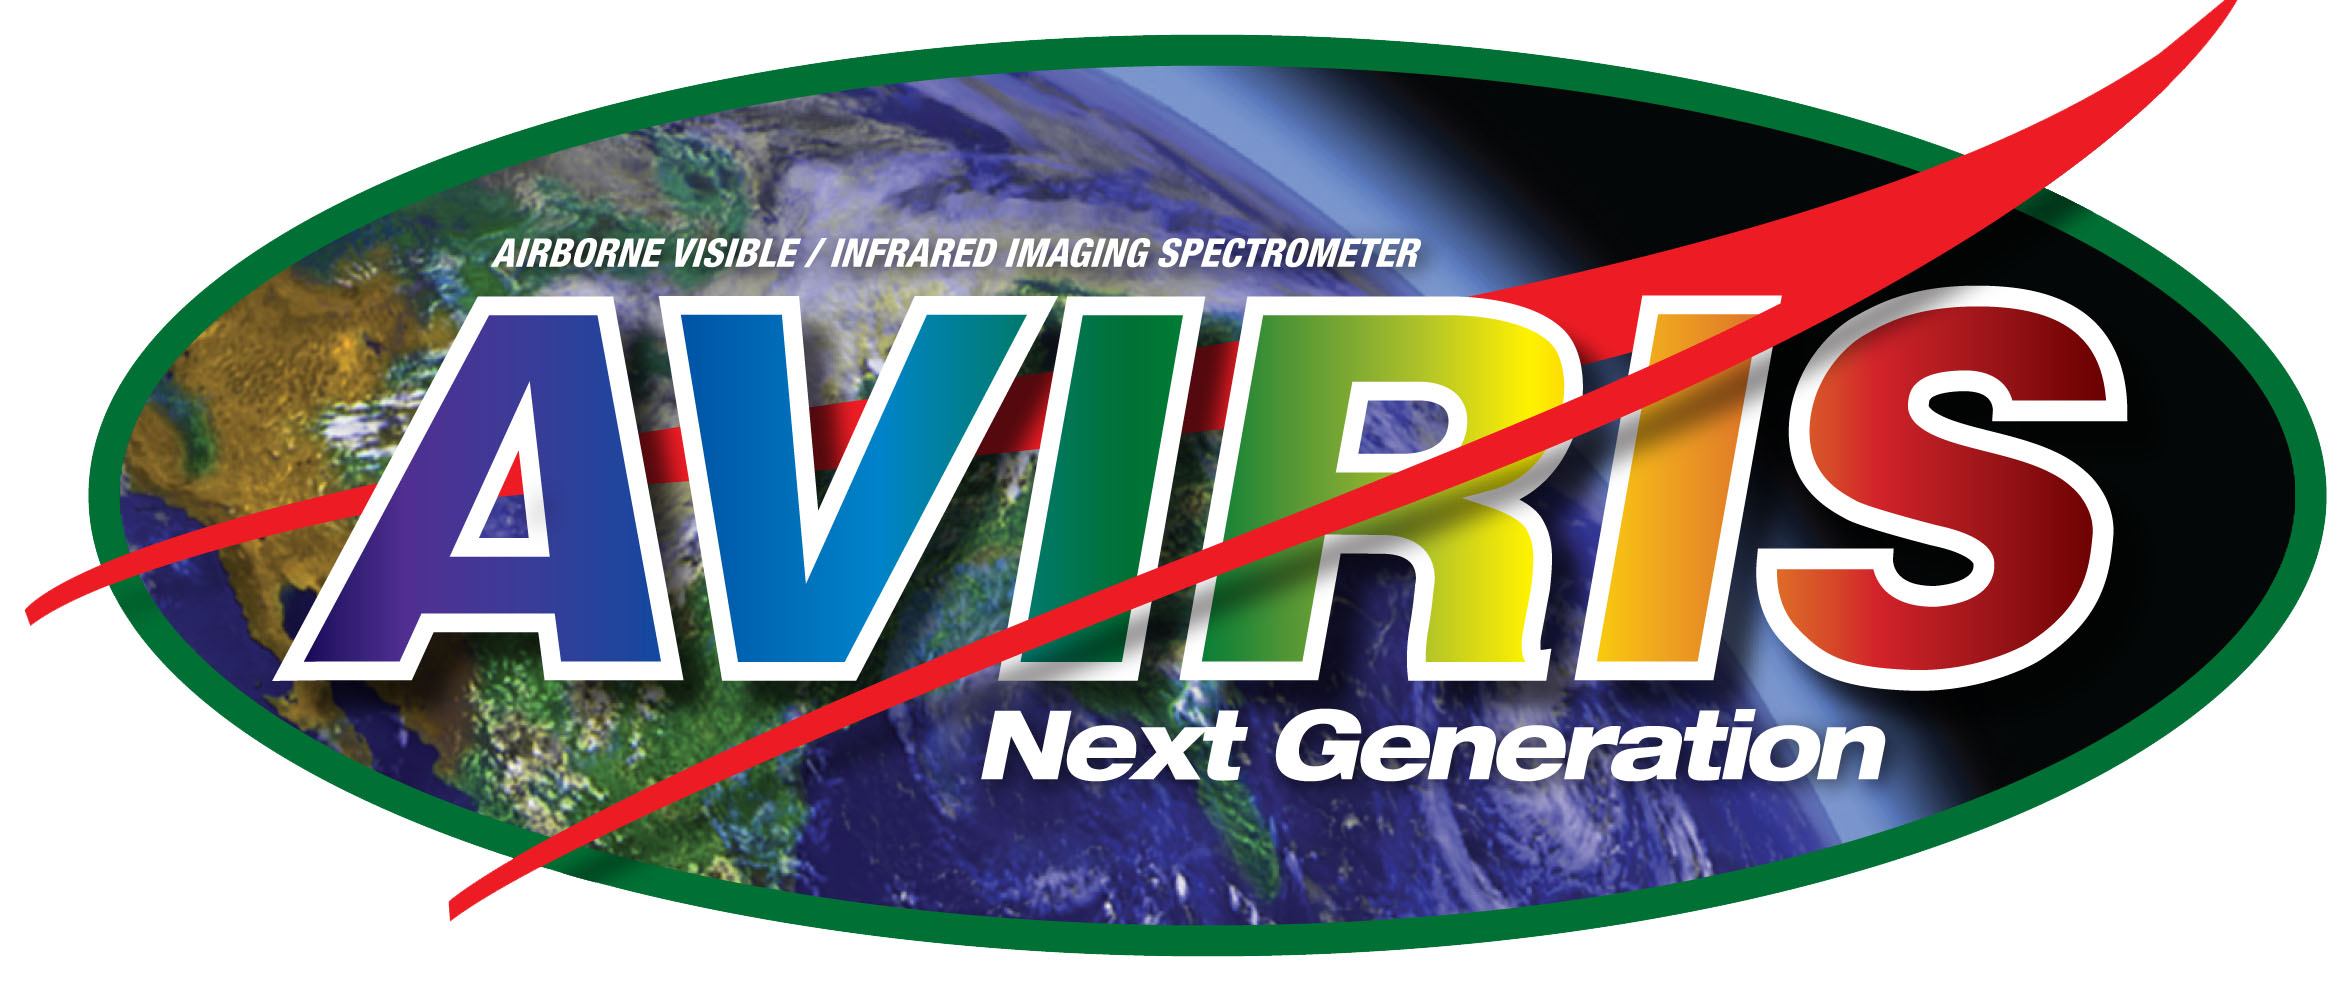 AIRBORNE VISIBLE / INFRARED IMAGING SPECTROMETER
AVIRIS
Next Generation